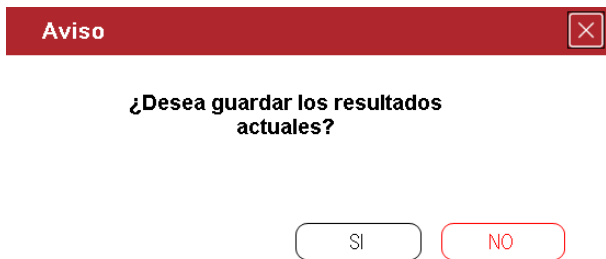 Aviso
¿Desea guardar los resultados
actuales?
SI
NO